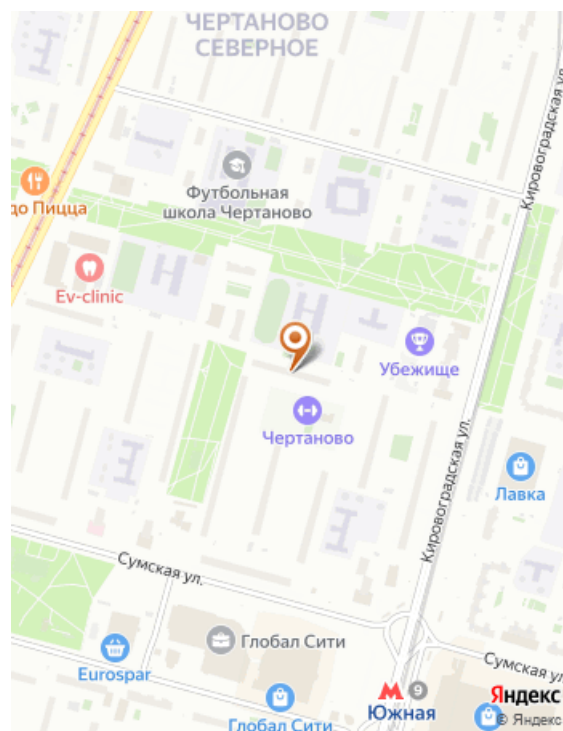 ЧЕРТАНОВО
СЕВЕРНОЕ
Кировоградская ул.
Футбольная
школа Чертаново
до Пицца
Ev-clinic
Убежище
Чертаново
Кировоградская ул.
Лавка
Сумская ул.
Глобал Сити
Eurospar
Сумская ул.
9
Южная
Глобал Сити
Яндекс
© Яндекс